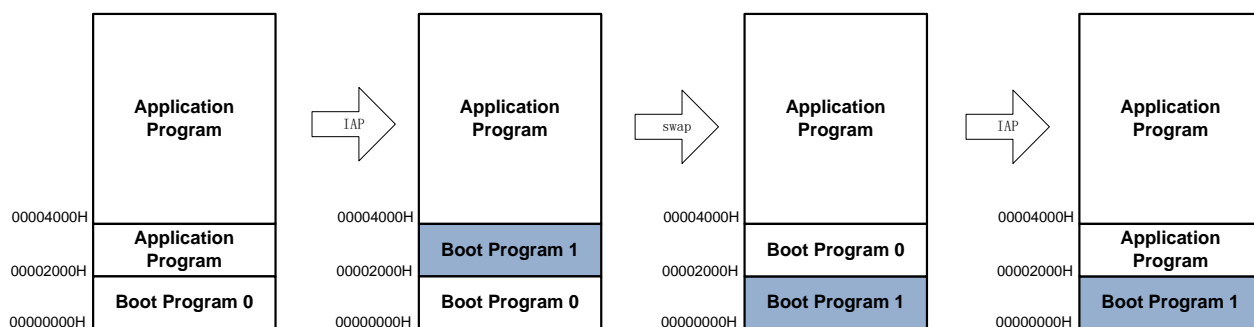 Application
Program
00004000H
Application
Program
00002000H
Boot Program 0
00000000H
IAP
Application
Program
00004000H
Boot Program 1
00002000H
Boot Program 0
00000000H
swap
Application
Program
00004000H
Boot Program 0
00002000H
Boot Program 1
00000000H
IAP
Application
Program
00004000H
Application
Program
00002000H
Boot Program 1
00000000H